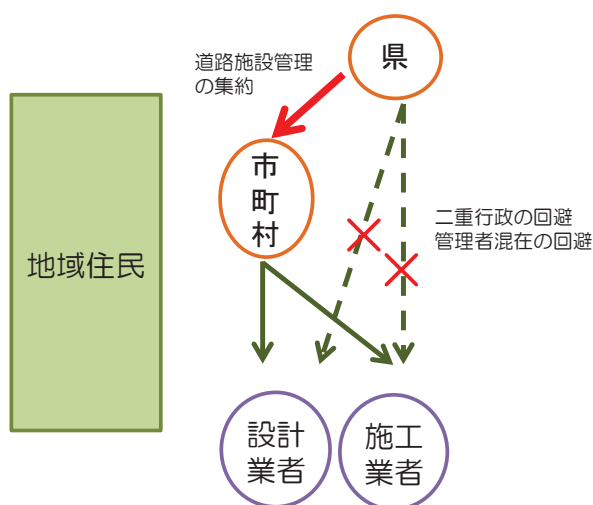 県
道路施設管理
の集約
市
町
村
二重行政の回避
管理者混在の回避
地域住民
設計
業者
施工
業者